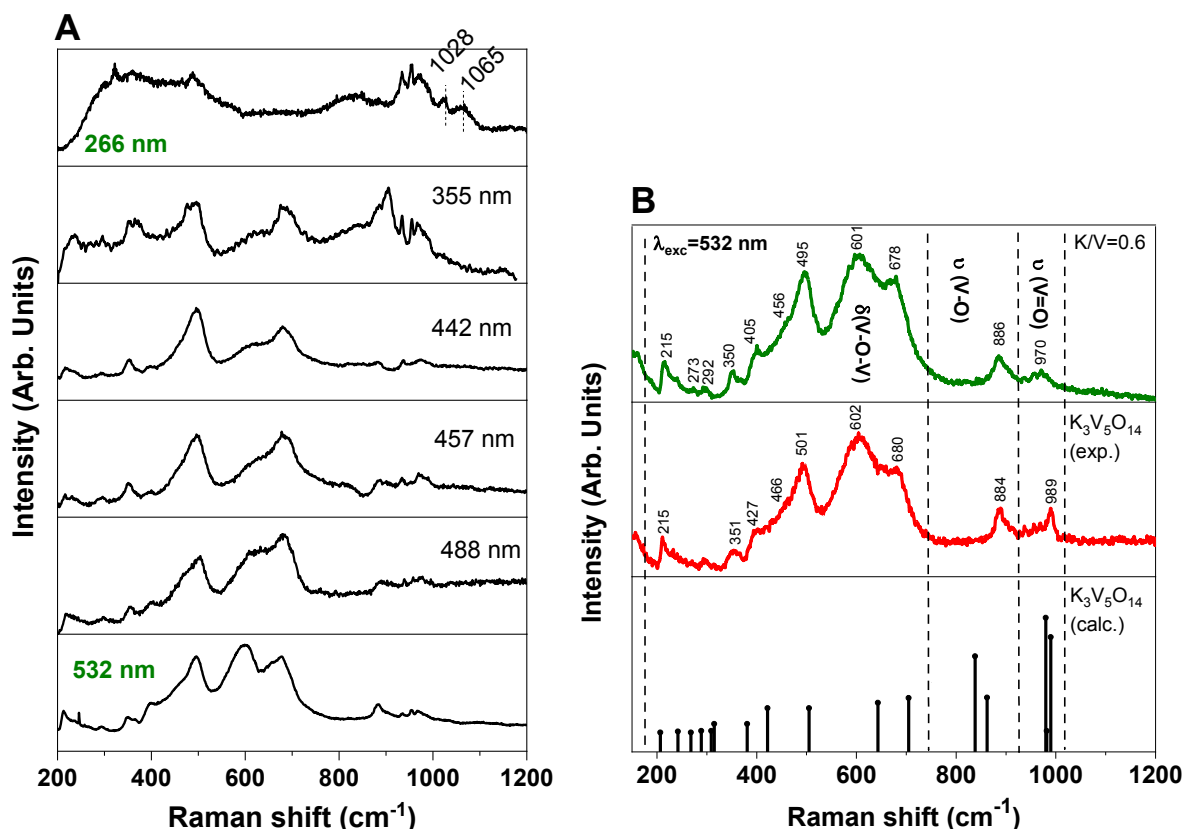 A
1028
1065
266 nm
355 nm
442 nm
457 nm
488 nm
532 nm
Intensity (Arb. Units)
200 400 600 800 1000 1200
Raman shift (cm⁻¹)
B
λexc=532 nm
K/V=0.6
215
273
292
350
405
456
495
601
678
886
970
δ(V-O-V)
υ (V-O)
υ (V=O)
K₃V₅O₁₄
(exp.)
215
351
427
466
501
602
680
884
989
K₃V₅O₁₄
(calc.)
Intensity (Arb. Units)
200 400 600 800 1000 1200
Raman shift (cm⁻¹)